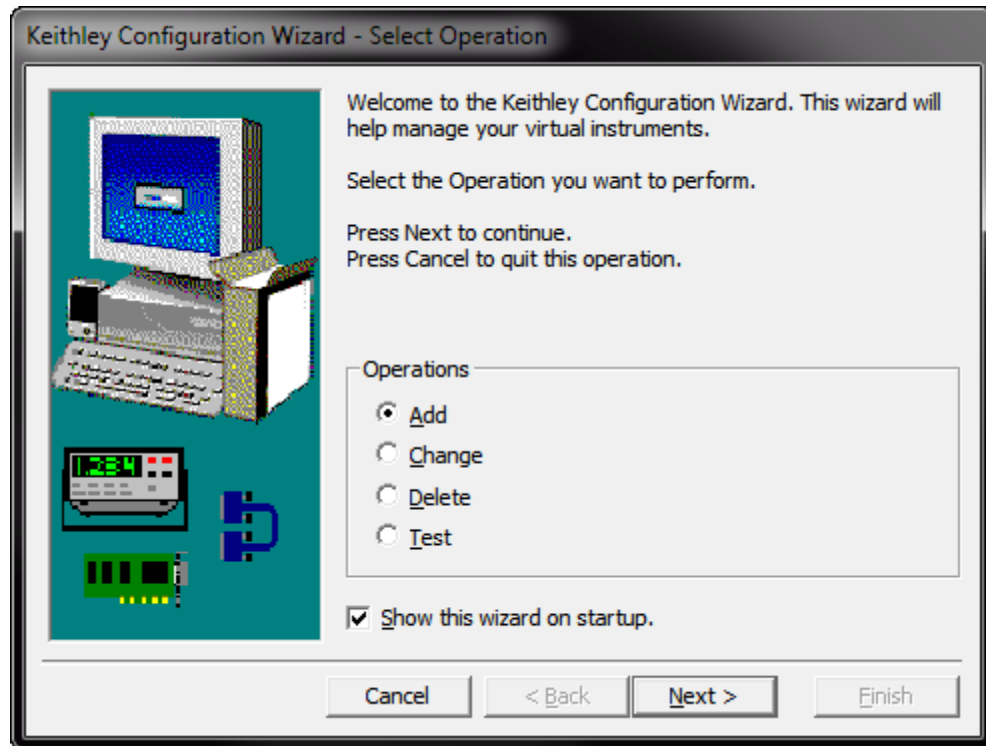 Keithley Configuration Wizard - Select Operation
Welcome to the Keithley Configuration Wizard. This wizard will
help manage your virtual instruments.
Select the Operation you want to perform.
Press Next to continue.
Press Cancel to quit this operation.
1.234
Operations
Add
Change
Delete
Test
Show this wizard on startup.
Cancel
< Back
Next >
Finish